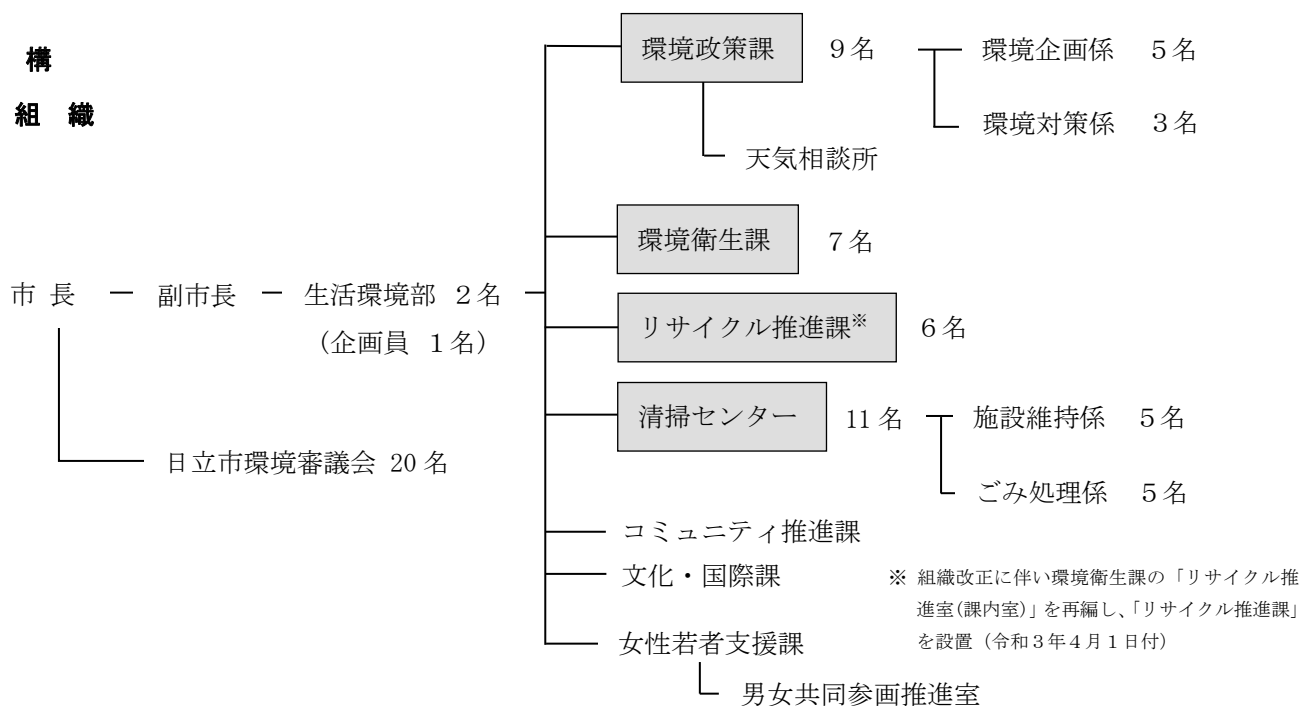 構
組 織
環境政策課 9名
環境企画係 5名
環境対策係 3名
天気相談所
環境衛生課 7名
市 長
副市長
生活環境部 2名
(企画員 1名)
リサイクル推進課※ 6名
清掃センター 11名
施設維持係 5名
日立市環境審議会 20名
ごみ処理係 5名
コミュニティ推進課
文化・国際課
女性若者支援課
男女共同参画推進室
※ 組織改正に伴い環境衛生課の「リサイクル推
進室(課内室)」を再編し、「リサイクル推進課」
を設置(令和3年4月1日付)